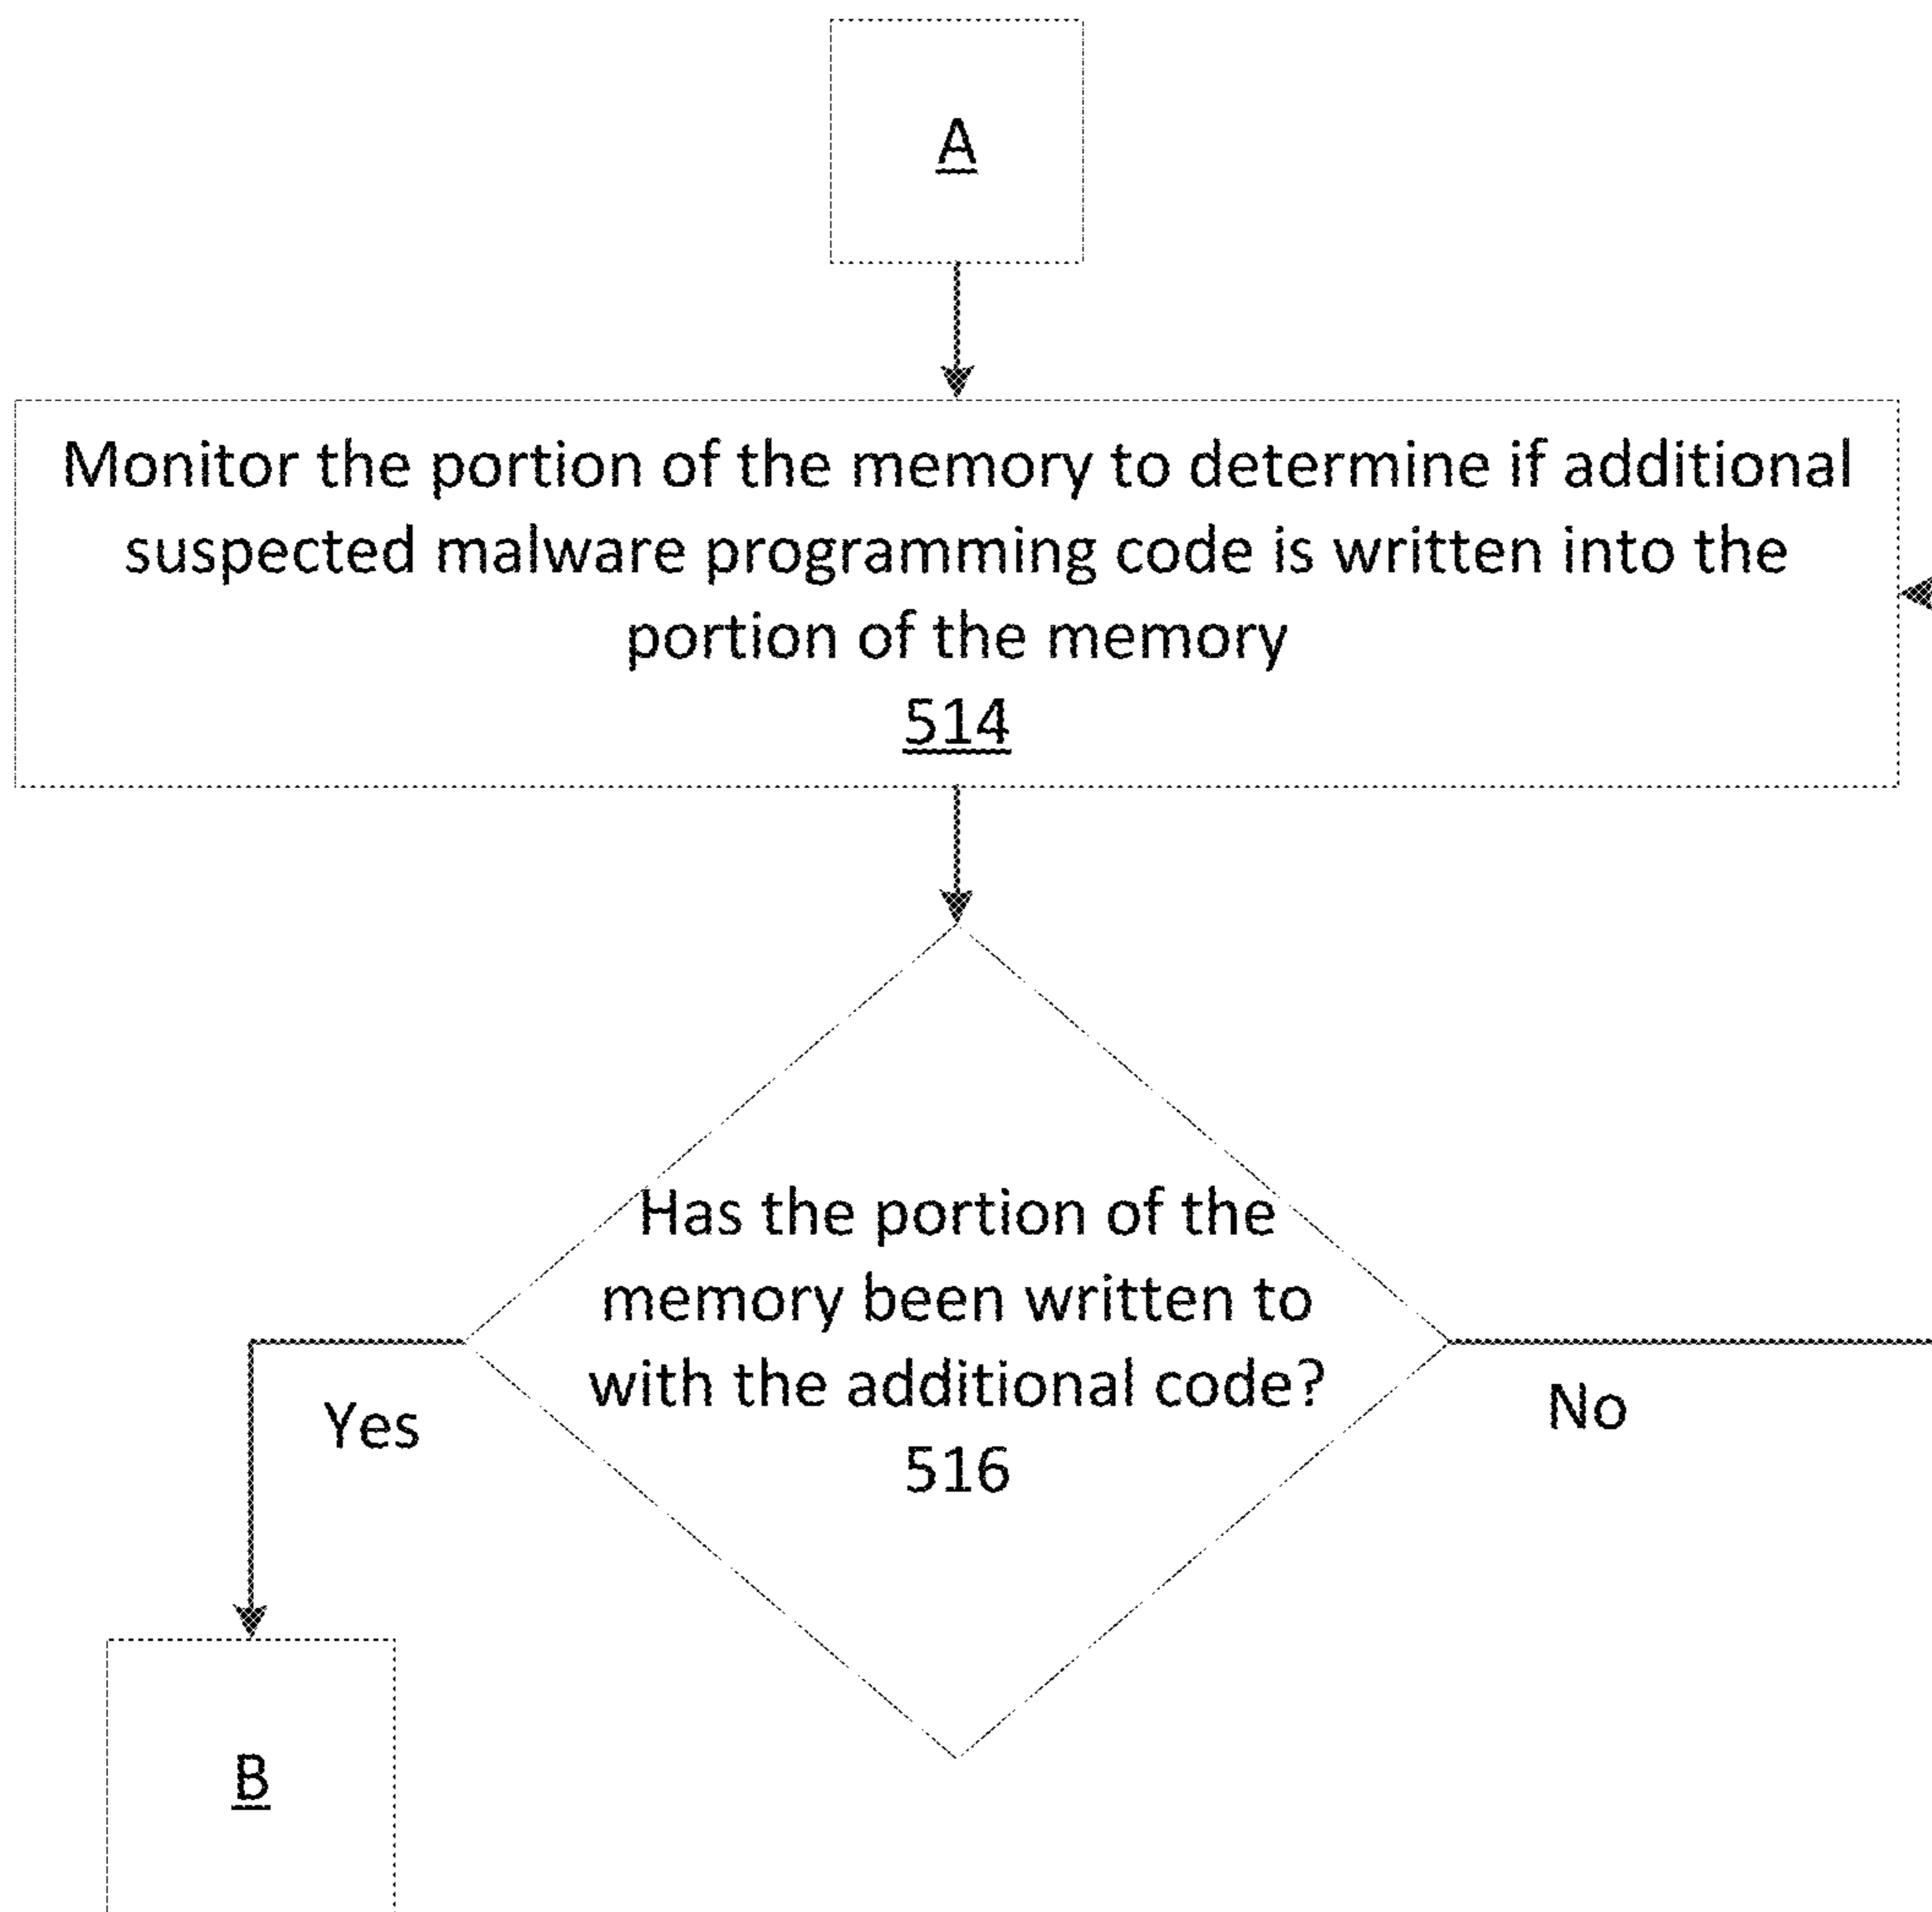 A
Monitor the portion of the memory to determine if additional
suspected malware programming code is written into the
portion of the memory
514
Has the portion of the
memory been written to
with the additional code?
516
Yes
No
B